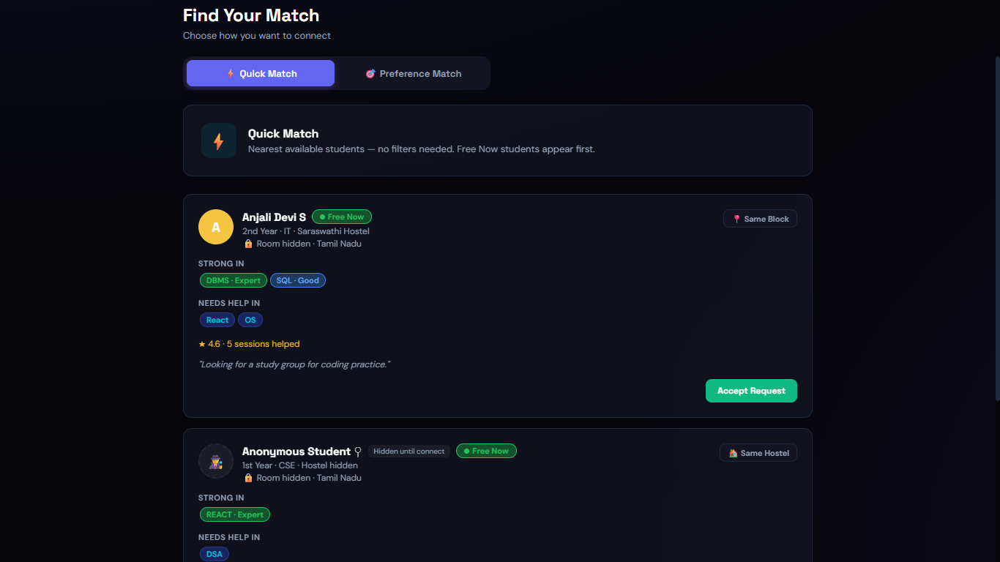 Find Your Match
Choose how you want to connect
Quick Match
Preference Match
Quick Match
Nearest available students — no filters needed. Free Now students appear first.
A
Anjali Devi S
Free Now
Same Block
2nd Year · IT · Saraswathi Hostel
Room hidden · Tamil Nadu
STRONG IN
DBMS · Expert
SQL · Good
NEEDS HELP IN
React
OS
★ 4.6 · 5 sessions helped
"Looking for a study group for coding practice."
Accept Request
Anonymous Student
Hidden until connect
Free Now
Same Hostel
1st Year · CSE · Hostel hidden
Room hidden · Tamil Nadu
STRONG IN
REACT · Expert
NEEDS HELP IN
DSA